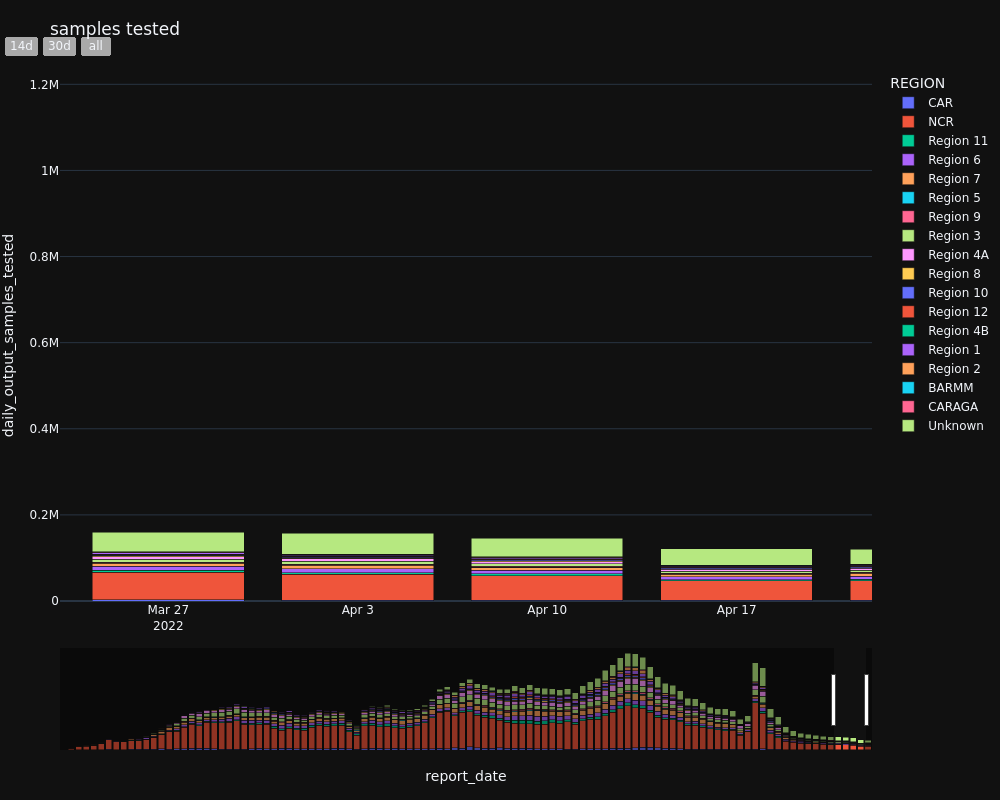 samples tested
14d 30d all
1.2M
1M
0.8M
0.6M
0.4M
0.2M
0
daily_output_samples_tested
Mar 27
2022
Apr 3
Apr 10
Apr 17
report_date
REGION
CAR
NCR
Region 11
Region 6
Region 7
Region 5
Region 9
Region 3
Region 4A
Region 8
Region 10
Region 12
Region 4B
Region 1
Region 2
BARMM
CARAGA
Unknown